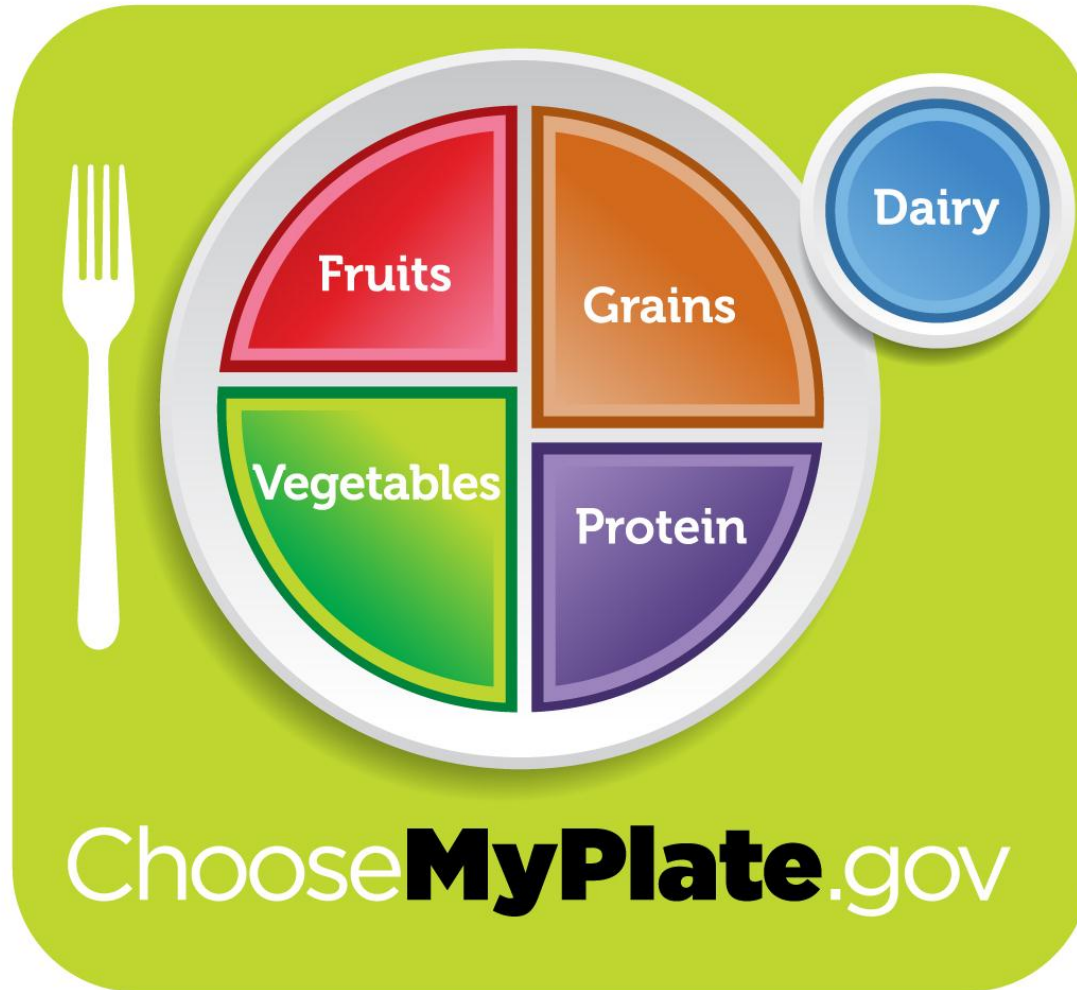 Dairy
Fruits
Grains
Vegetables
Protein
ChooseMyPlate.gov